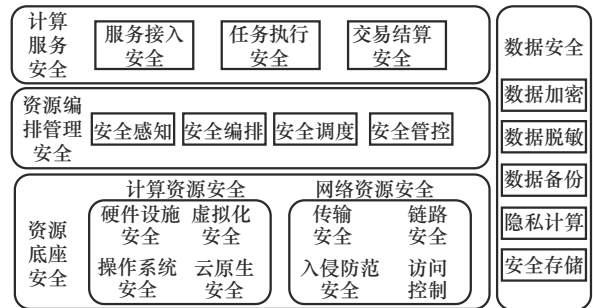 计算
服务
安全
服务接入
安全
任务执行
安全
交易结算
安全
资源编
排管理
安全
安全感知
安全编排
安全调度
安全管控
资源
底座
安全
计算资源安全
硬件设施
安全
虚拟化
安全
操作系统
安全
云原生
安全
网络资源安全
传输
安全
链路
安全
入侵防范
安全
访问
控制
数据安全
数据加密
数据脱敏
数据备份
隐私计算
安全存储